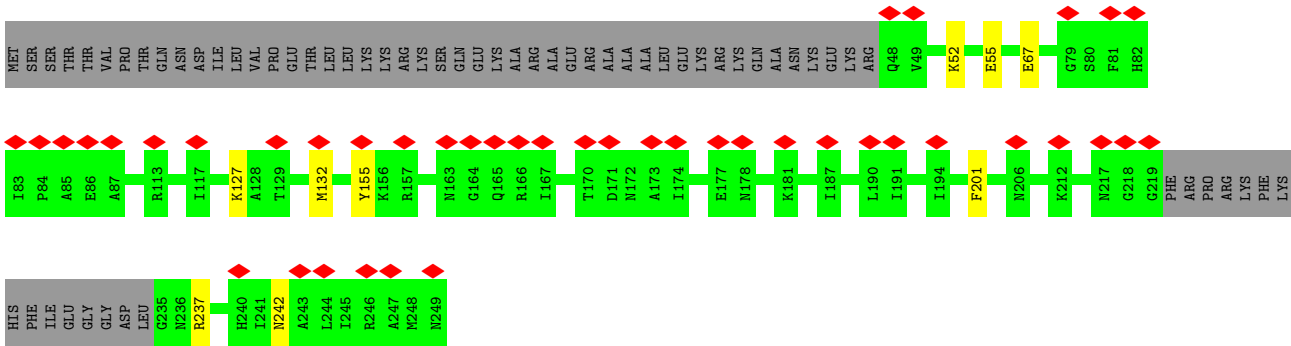 MET SER SER THR THR VAL PRO THR GLN ASN ASP ILE LEU VAL PRO GLU THR LEU LEU LYS LYS ARG LYS SER GLN GLU LYS ALA ARG ALA GLU ARG ALA ALA ALA LEU GLU LYS ARG LYS GLN ALA ASN LYS GLU LYS ARG Q48 V49 K52 E55 E67 G79 S80 F81 H82
I83 P84 A85 E86 A87 R113 I117 K127 A128 T129 M132 Y155 K156 R157 N163 G164 Q165 R166 I167 T170 D171 N172 A173 I174 E177 N178 K181 I187 L190 I191 I194 F201 N206 K212 N217 G218 G219 PHE ARG PRO ARG LYS PHE LYS
HIS PHE ILE GLU GLY GLY ASP LEU G235 N236 R237 H240 I241 N242 A243 L244 I245 R246 A247 M248 N249